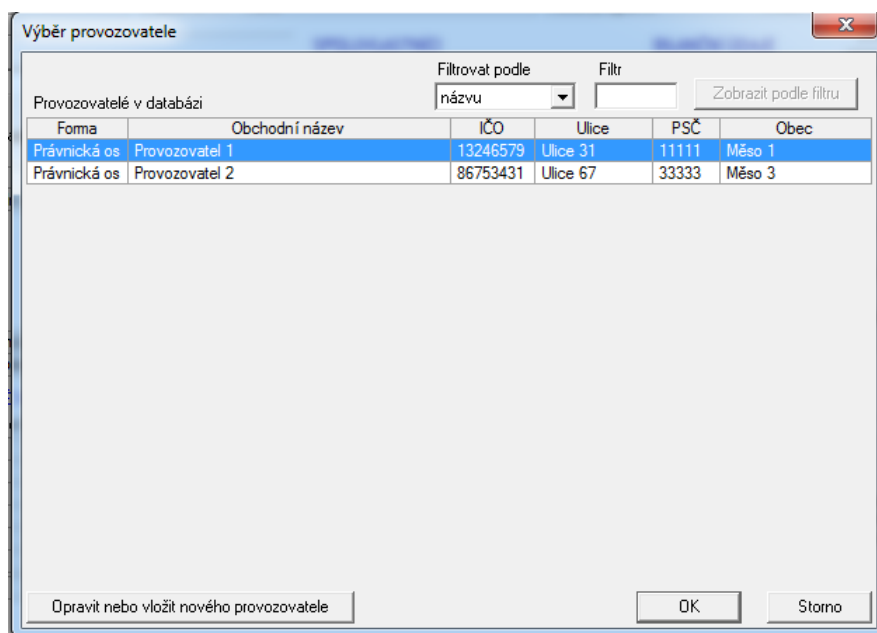 Výběr provozovatele
x
Filtrovat podle Filtr
Provozovatelé v databázi názvu Zobrazit podle filtru
Forma Obchodní název IČO Ulice PSČ Obec
Právnická os Provozovatel 1 13246579 Ulice 31 11111 Měso 1
Právnická os Provozovatel 2 86753431 Ulice 67 33333 Měso 3
Opravit nebo vložit nového provozovatele OK Storno